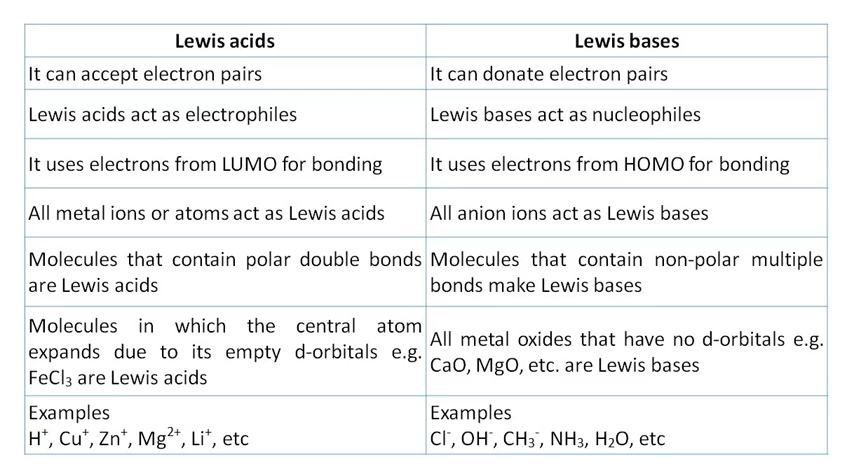 Lewis acids
Lewis bases
It can accept electron pairs
It can donate electron pairs
Lewis acids act as electrophiles
Lewis bases act as nucleophiles
It uses electrons from LUMO for bonding
It uses electrons from HOMO for bonding
All metal ions or atoms act as Lewis acids
All anion ions act as Lewis bases
Molecules that contain polar double bonds
are Lewis acids
Molecules that contain non-polar multiple
bonds make Lewis bases
Molecules in which the central atom
expands due to its empty d-orbitals e.g.
FeCl₃ are Lewis acids
All metal oxides that have no d-orbitals e.g.
CaO, MgO, etc. are Lewis bases
Examples
H⁺, Cu⁺, Zn⁺, Mg²⁺, Li⁺, etc
Examples
Cl⁻, OH⁻, CH₃⁻, NH₃, H₂O, etc